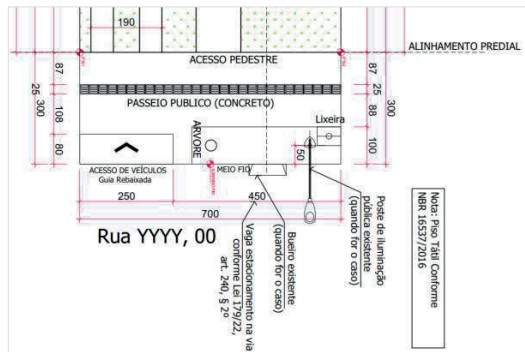 190
ACESSO PEDESTRE
ALINHAMENTO PREDIAL
87
25
108
80
300
87
25
88
100
300
PASSEIO PUBLICO (CONCRETO)
Lixeira
ARVORE
50
ACESSO DE VEÍCULOS
Guia Rebaixada
MEIO FIO
250
450
700
Rua YYYY, 00
Vaga estacionamento na via
conforme Lei 179/22,
art. 240, § 2º
Bueiro existente
(quando for o caso)
Poste de iluminação
pública existente
(quando for o caso)
Nota: Piso Tátil Conforme
NBR 16537/2016